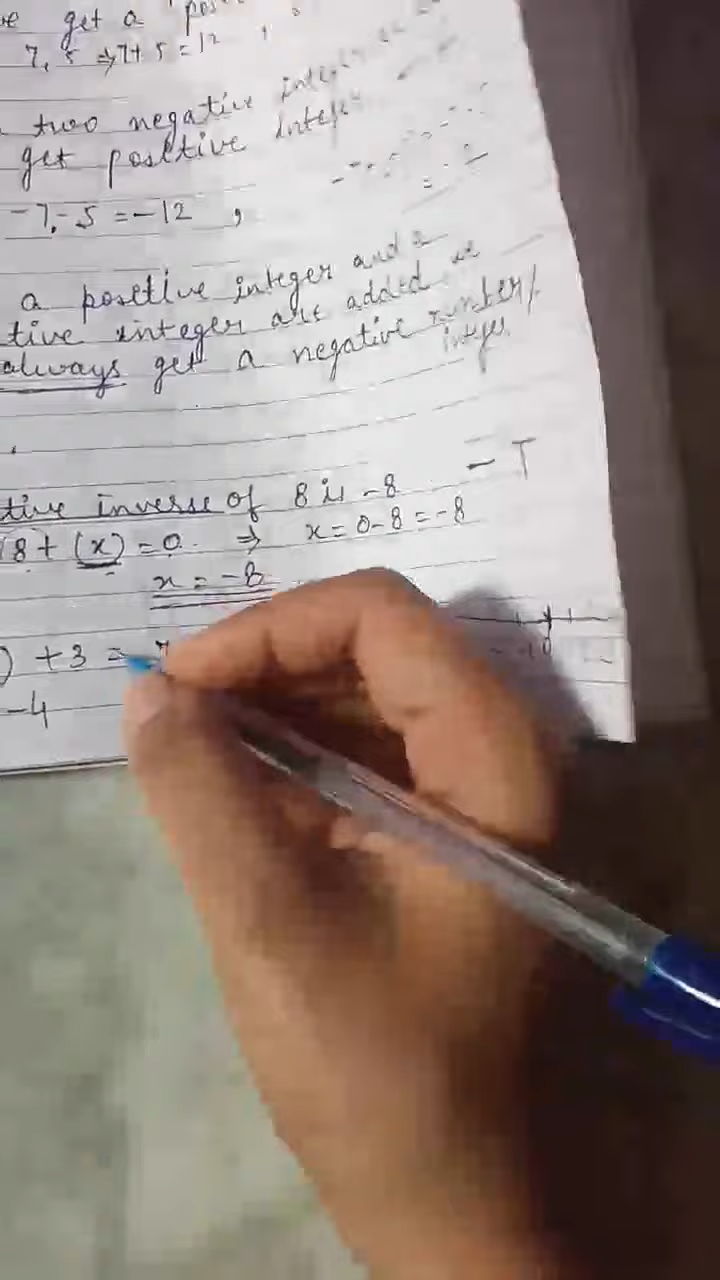 get a
7, 5 ⇒ 7+5 = 12 ,
two negative
get positive
-7, -5 = -12 ,
a positive integer and a
tive integer are added we
always get a negative number/
integer
tive inverse of 8 is -8 - T
8 + (x) = 0 ⇒ x = 0-8 = -8
x = -8
) +3 =
-4